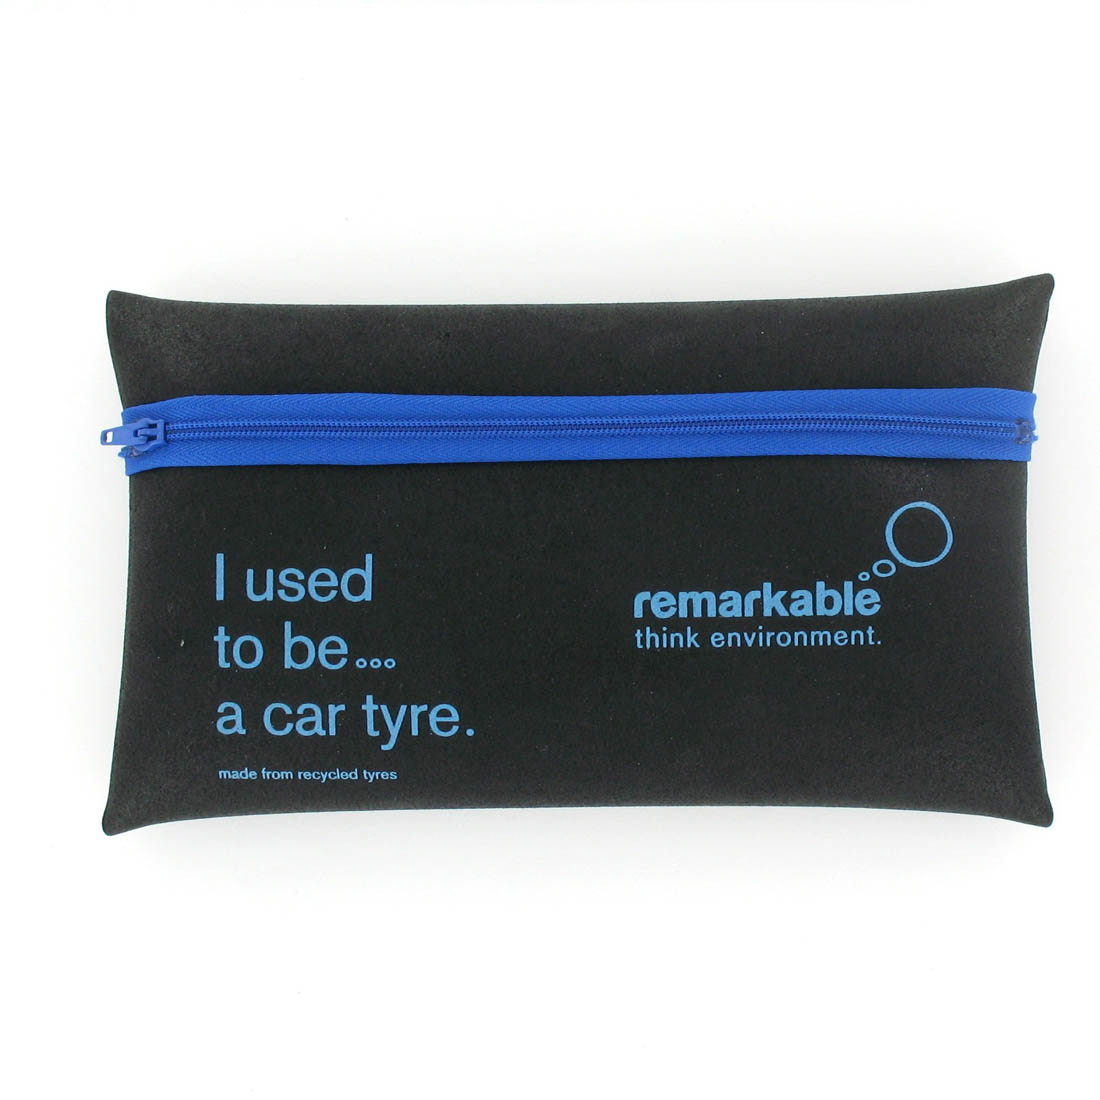 I used
to be...
a car tyre.
made from recycled tyres
remarkable
think environment.